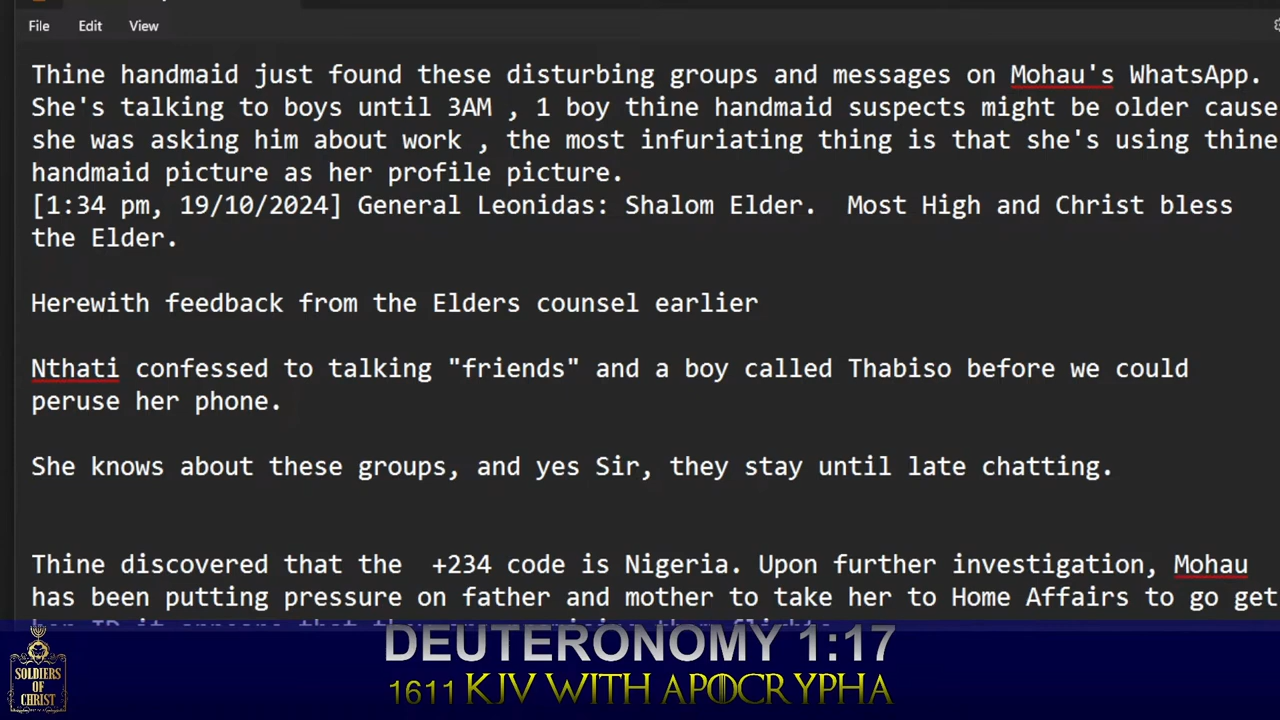 File Edit View
Thine handmaid just found these disturbing groups and messages on Mohau's WhatsApp.
She's talking to boys until 3AM , 1 boy thine handmaid suspects might be older cause
she was asking him about work , the most infuriating thing is that she's using thine
handmaid picture as her profile picture.
[1:34 pm, 19/10/2024] General Leonidas: Shalom Elder.  Most High and Christ bless
the Elder.
Herewith feedback from the Elders counsel earlier
Nthati confessed to talking "friends" and a boy called Thabiso before we could
peruse her phone.
She knows about these groups, and yes Sir, they stay until late chatting.
Thine discovered that the  +234 code is Nigeria. Upon further investigation, Mohau
has been putting pressure on father and mother to take her to Home Affairs to go get
DEUTERONOMY 1:17
1611 KJV WITH APOCRYPHA
SOLDIERS
OF
CHRIST